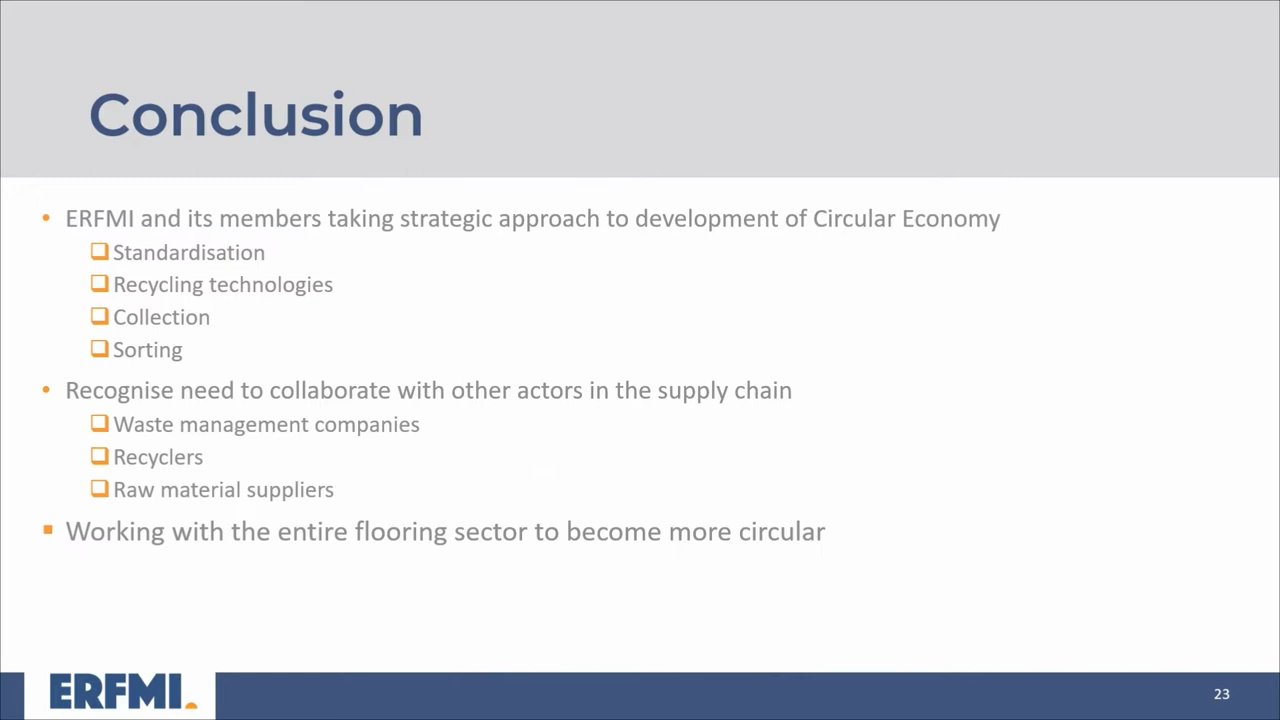 Conclusion
ERFMI and its members taking strategic approach to development of Circular Economy
Standardisation
Recycling technologies
Collection
Sorting
Recognise need to collaborate with other actors in the supply chain
Waste management companies
Recyclers
Raw material suppliers
Working with the entire flooring sector to become more circular
ERFMI.
23